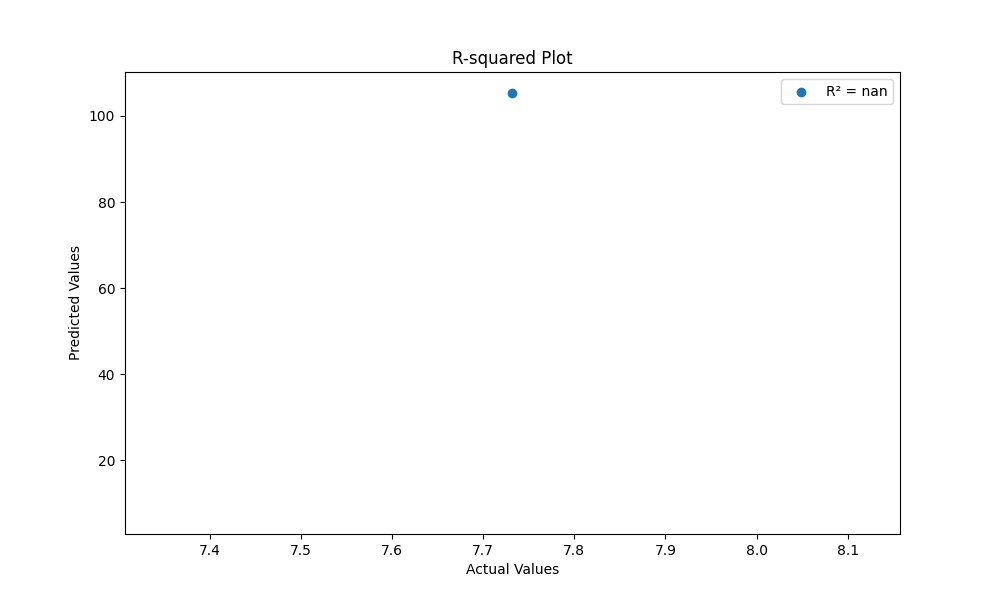 R-squared Plot
R² = nan
100
80
60
40
20
Predicted Values
7.4 7.5 7.6 7.7 7.8 7.9 8.0 8.1
Actual Values